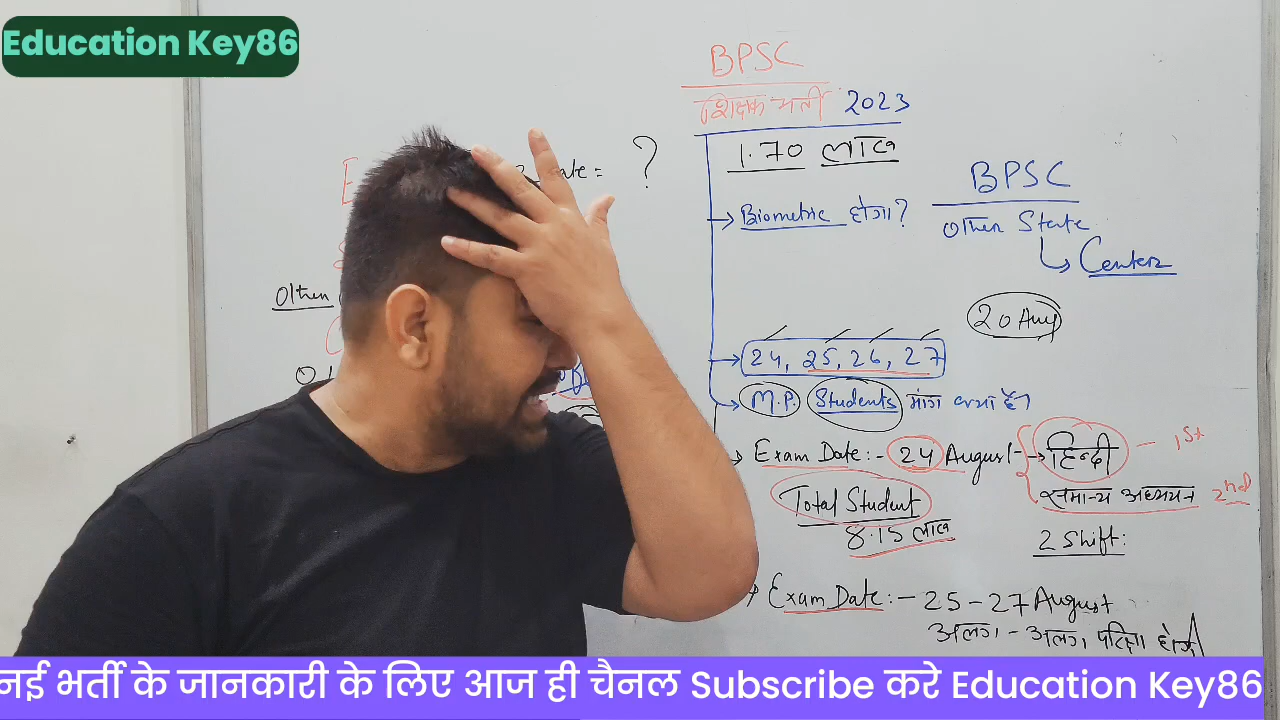 Education Key86
BPSC
शिक्षक भर्ती 2023
1.70 लाख
Biometric होगा?
?
BPSC
Other State
Center
20 Aug
Other
24, 25, 26, 27
M.P. Students मांग क्या है?
Exam Date:- 24 August- हिन्दी - 1st
सामान्य अध्ययन 2nd
Total Student
8.15 लाख
2 Shift:
Exam Date:- 25-27 August
अलग-अलग परिक्षा होगी
नई भर्ती के जानकारी के लिए आज ही चैनल Subscribe करे Education Key86